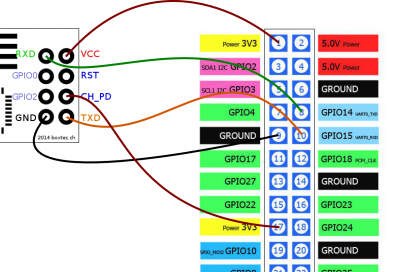 RXD VCC
GPIO0 RST
GPIO2 CH_PD
GND TXD
2014 boxtec.ch
Power 3V3 1 2 5.0V Power
SDA1 I2C GPIO2 3 4 5.0V Power
SCL1 I2C GPIO3 5 6 GROUND
GPIO4 7 8 GPIO14 UART0_TXD
GROUND 9 10 GPIO15 UART0_RXD
GPIO17 11 12 GPIO18 PCM_CLK
GPIO27 13 14 GROUND
GPIO22 15 16 GPIO23
Power 3V3 17 18 GPIO24
SPI0_MOSI GPIO10 19 20 GROUND